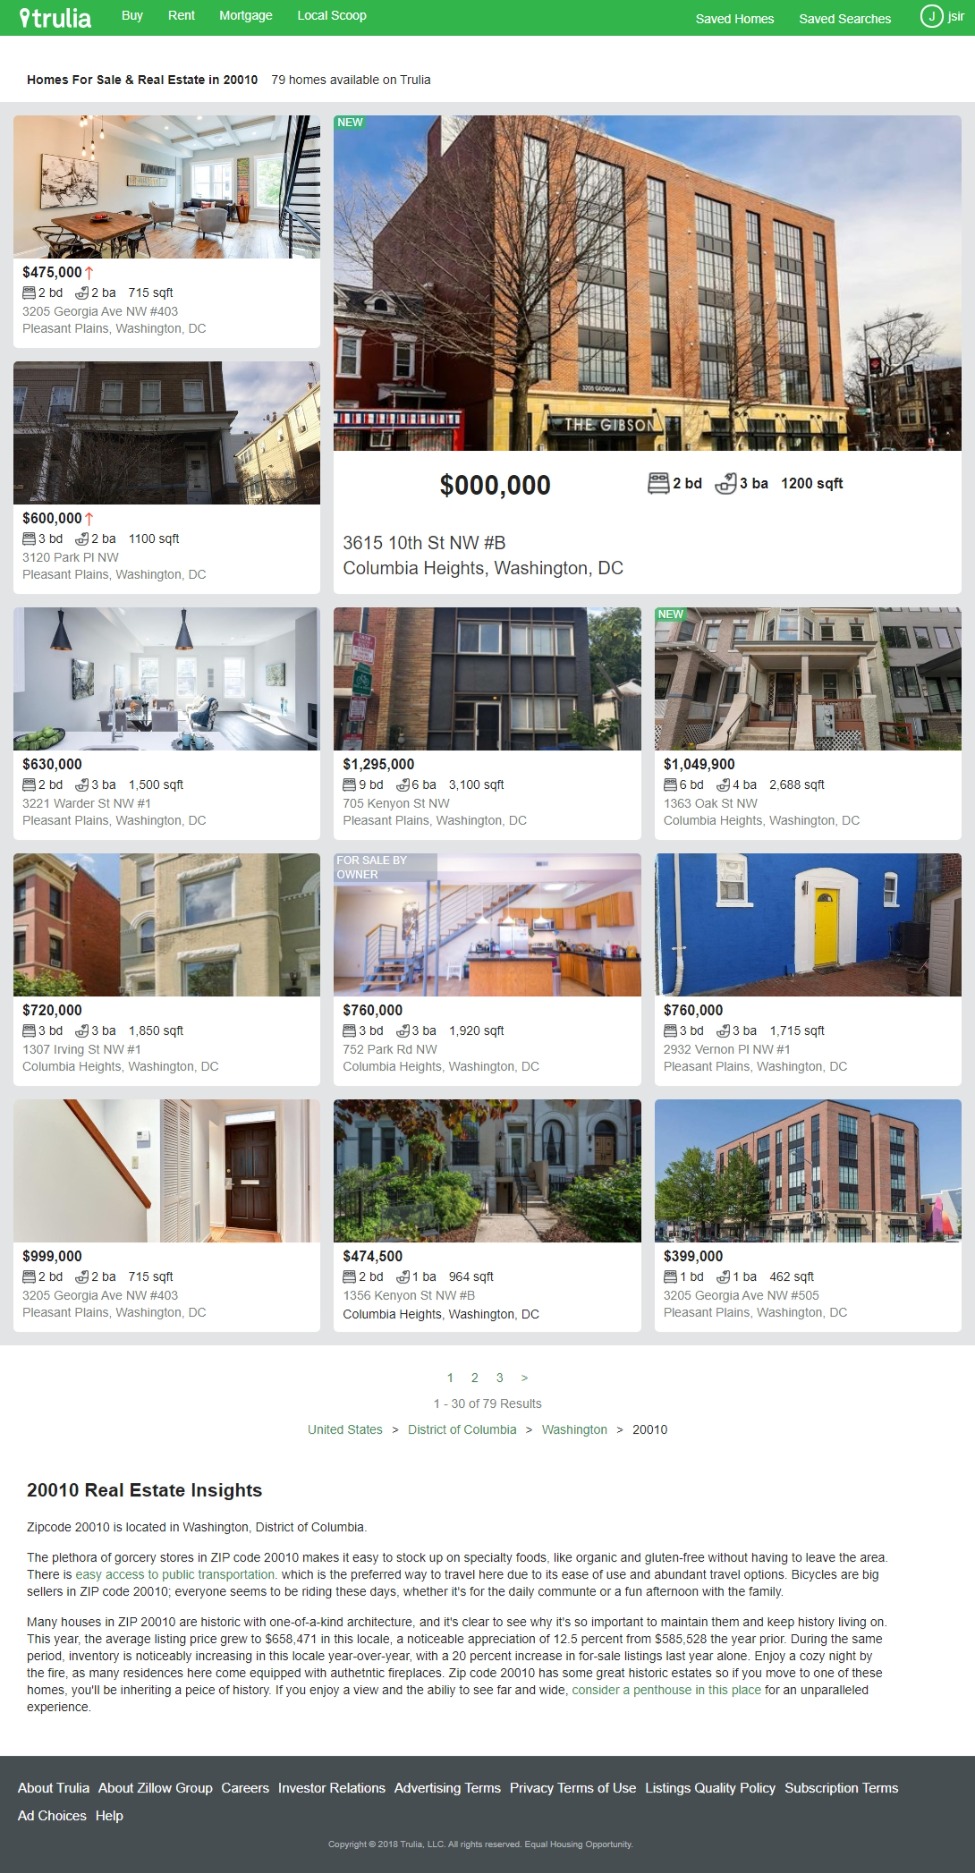 trulia Buy Rent Mortgage Local Scoop Saved Homes Saved Searches J jsir
Homes For Sale & Real Estate in 20010 79 homes available on Trulia
$475,000
2 bd 2 ba 715 sqft
3205 Georgia Ave NW #403
Pleasant Plains, Washington, DC
NEW
3205 GEORGIA AVE
THE GIBSON
$000,000 2 bd 3 ba 1200 sqft
3615 10th St NW #B
Columbia Heights, Washington, DC
$600,000
3 bd 2 ba 1100 sqft
3120 Park Pl NW
Pleasant Plains, Washington, DC
$630,000
2 bd 3 ba 1,500 sqft
3221 Warder St NW #1
Pleasant Plains, Washington, DC
$1,295,000
9 bd 6 ba 3,100 sqft
705 Kenyon St NW
Pleasant Plains, Washington, DC
NEW
$1,049,900
6 bd 4 ba 2,688 sqft
1363 Oak St NW
Columbia Heights, Washington, DC
$720,000
3 bd 3 ba 1,850 sqft
1307 Irving St NW #1
Columbia Heights, Washington, DC
FOR SALE BY
OWNER
$760,000
3 bd 3 ba 1,920 sqft
752 Park Rd NW
Columbia Heights, Washington, DC
$760,000
3 bd 3 ba 1,715 sqft
2932 Vernon Pl NW #1
Pleasant Plains, Washington, DC
$999,000
2 bd 2 ba 715 sqft
3205 Georgia Ave NW #403
Pleasant Plains, Washington, DC
$474,500
2 bd 1 ba 964 sqft
1356 Kenyon St NW #B
Columbia Heights, Washington, DC
$399,000
1 bd 1 ba 462 sqft
3205 Georgia Ave NW #505
Pleasant Plains, Washington, DC
1 2 3 >
1 - 30 of 79 Results
United States > District of Columbia > Washington > 20010
20010 Real Estate Insights
Zipcode 20010 is located in Washington, District of Columbia.
The plethora of gorcery stores in ZIP code 20010 makes it easy to stock up on specialty foods, like organic and gluten-free without having to leave the area.
There is easy access to public transportation. which is the preferred way to travel here due to its ease of use and abundant travel options. Bicycles are big
sellers in ZIP code 20010; everyone seems to be riding these days, whether it's for the daily communte or a fun afternoon with the family.
Many houses in ZIP 20010 are historic with one-of-a-kind architecture, and it's clear to see why it's so important to maintain them and keep history living on.
This year, the average listing price grew to $658,471 in this locale, a noticeable appreciation of 12.5 percent from $585,528 the year prior. During the same
period, inventory is noticeably increasing in this locale year-over-year, with a 20 percent increase in for-sale listings last year alone. Enjoy a cozy night by
the fire, as many residences here come equipped with authetntic fireplaces. Zip code 20010 has some great historic estates so if you move to one of these
homes, you'll be inheriting a peice of history. If you enjoy a view and the abiliy to see far and wide, consider a penthouse in this place for an unparalleled
experience.
About Trulia About Zillow Group Careers Investor Relations Advertising Terms Privacy Terms of Use Listings Quality Policy Subscription Terms
Ad Choices Help
Copyright © 2018 Trulia, LLC. All rights reserved. Equal Housing Opportunity.